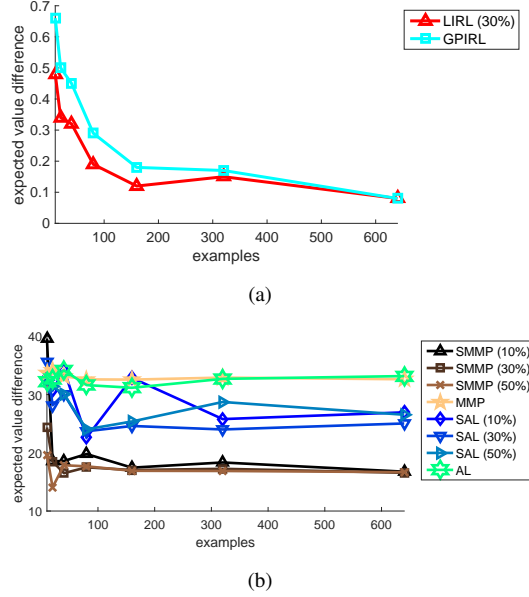 0.7
0.6
0.5
0.4
0.3
0.2
0.1
0
expected value difference
100 200 300 400 500 600
examples
LIRL (30%)
GPIRL
(a)
40
30
20
10
expected value difference
100 200 300 400 500 600
examples
SMMP (10%)
SMMP (30%)
SMMP (50%)
MMP
SAL (10%)
SAL (30%)
SAL (50%)
AL
(b)